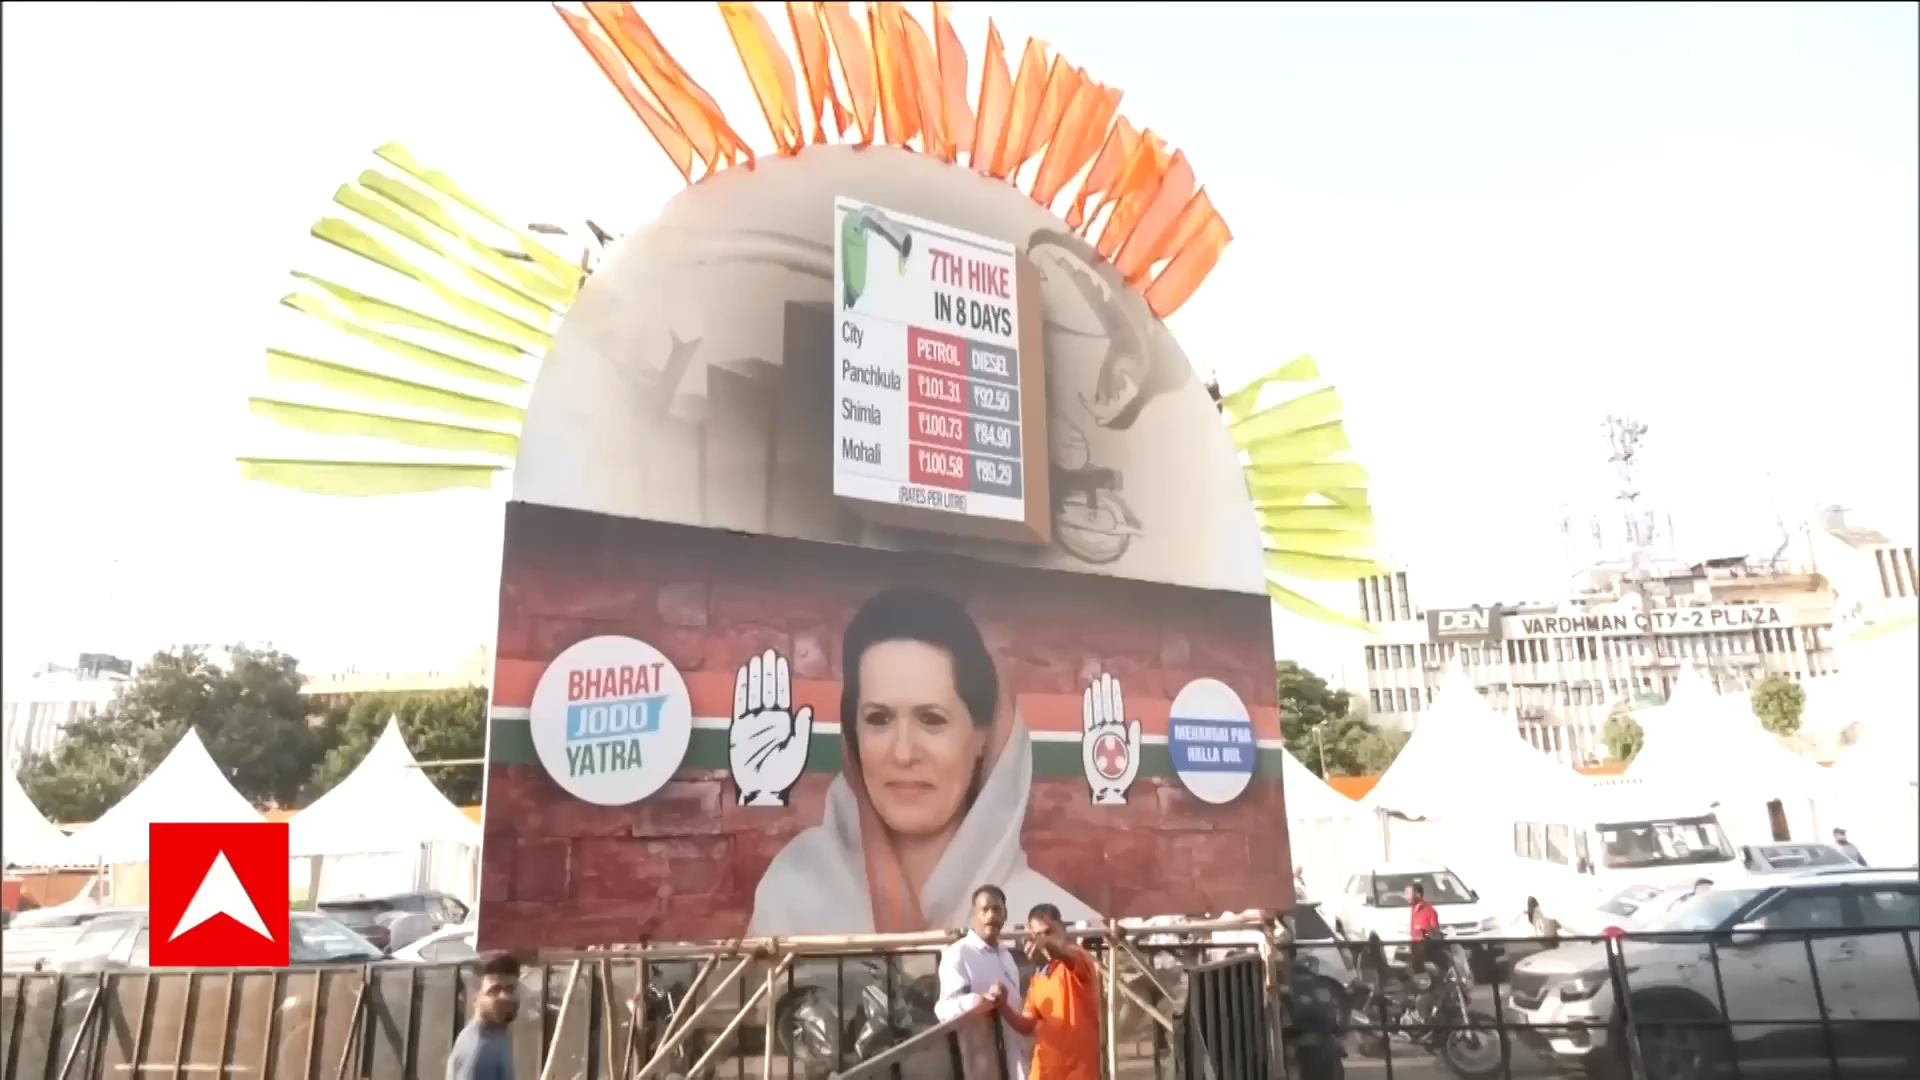 7TH HIKE
IN 8 DAYS
City PETROL DIESEL
Panchkula ₹101.31 ₹92.50
Shimla ₹100.73 ₹84.90
Mohali ₹100.58 ₹89.29
(RATES PER LITRE)
DEN VARDHMAN CITY-2 PLAZA
BHARAT
JODO
YATRA
MEHANGAI PAR
HALLA BOL